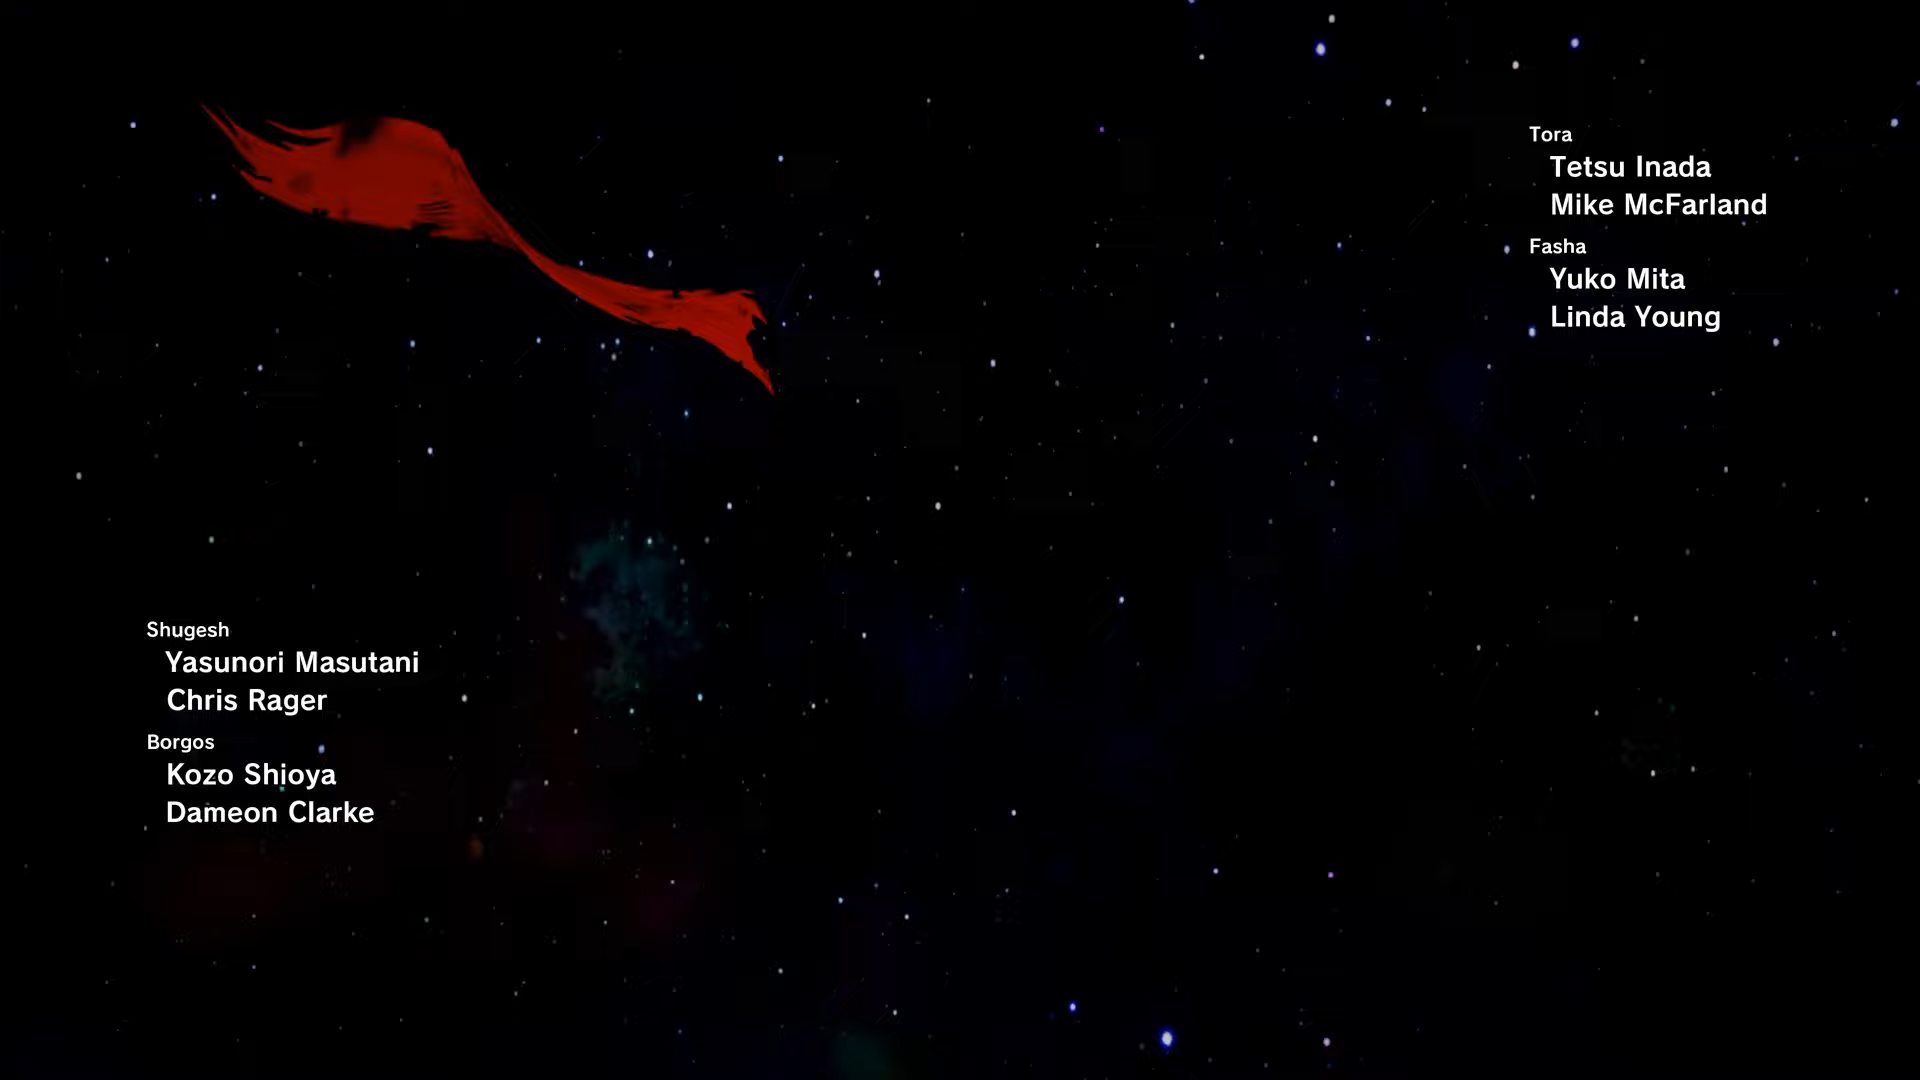 Tora
Tetsu Inada
Mike McFarland
Fasha
Yuko Mita
Linda Young
Shugesh
Yasunori Masutani
Chris Rager
Borgos
Kozo Shioya
Dameon Clarke